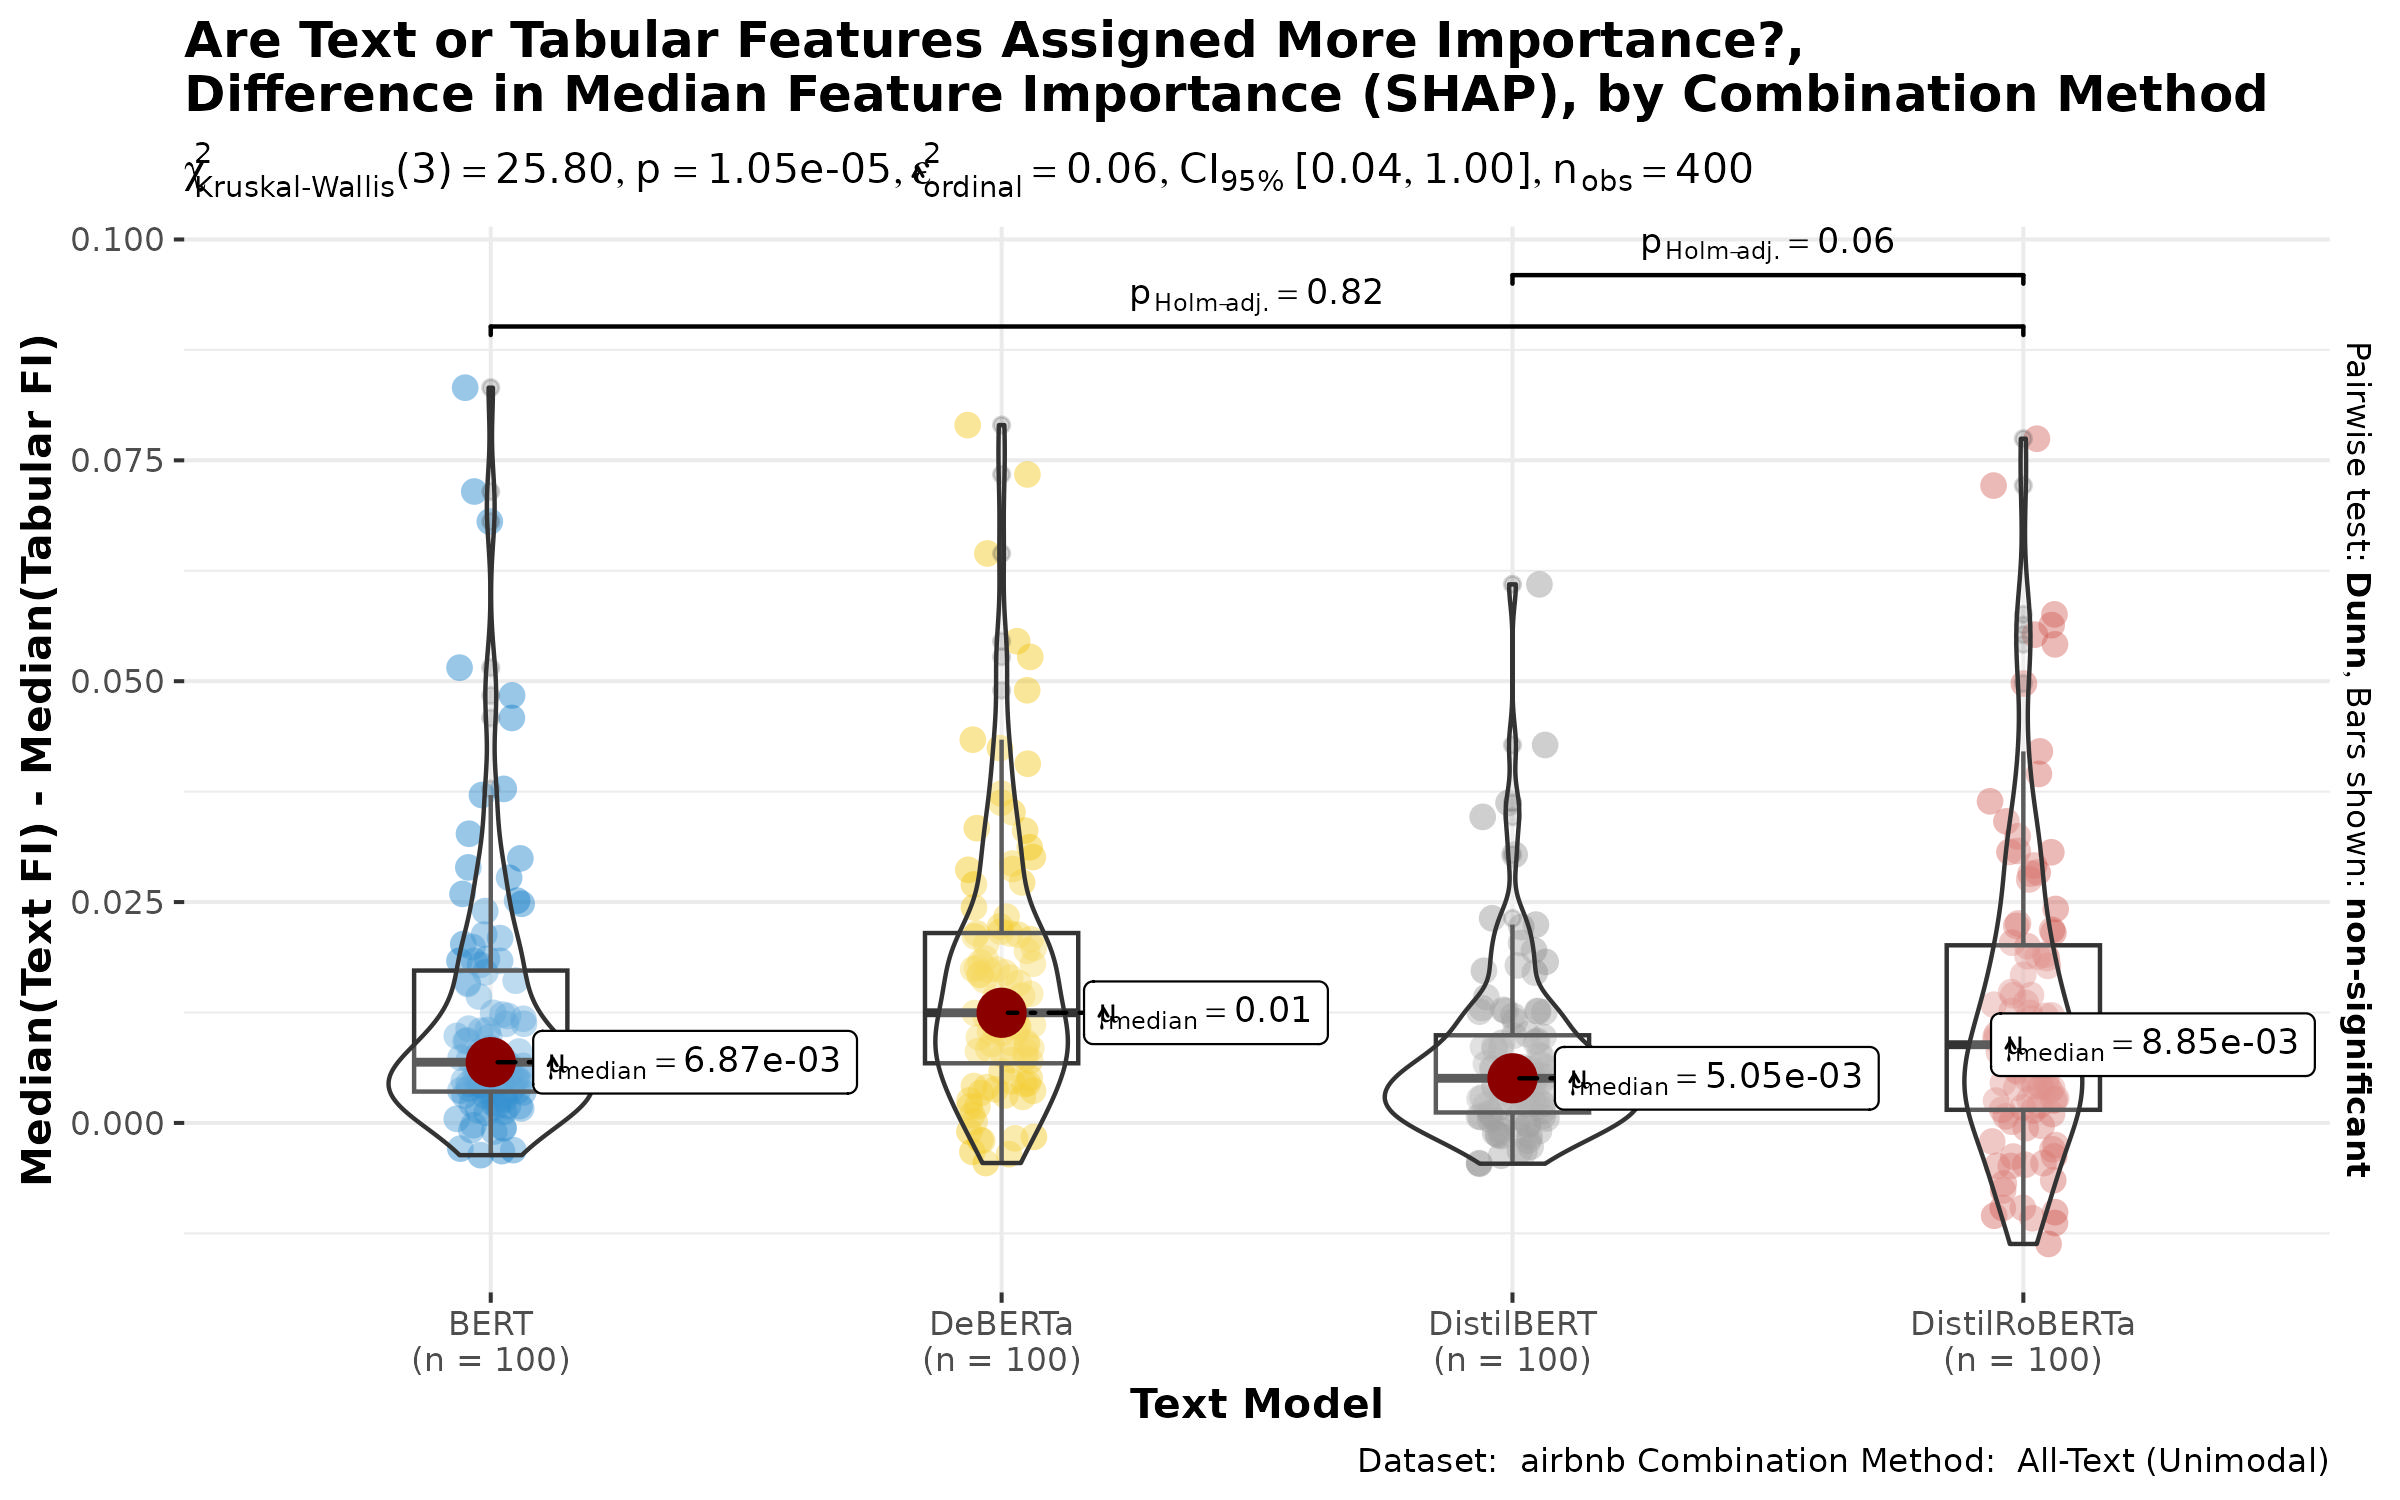 Are Text or Tabular Features Assigned More Importance?,
Difference in Median Feature Importance (SHAP), by Combination Method
χ²Kruskal-Wallis(3) = 25.80, p = 1.05e-05, ε̂²ordinal = 0.06, CI95% [0.04, 1.00], nobs = 400
Median(Text FI) - Median(Tabular FI)
0.100
0.075
0.050
0.025
0.000
pHolm-adj. = 0.06
pHolm-adj. = 0.82
μ̂median = 6.87e-03
μ̂median = 0.01
μ̂median = 5.05e-03
μ̂median = 8.85e-03
Pairwise test: Dunn, Bars shown: non-significant
BERT
(n = 100)
DeBERTa
(n = 100)
DistilBERT
(n = 100)
DistilRoBERTa
(n = 100)
Text Model
Dataset:  airbnb Combination Method:  All-Text (Unimodal)